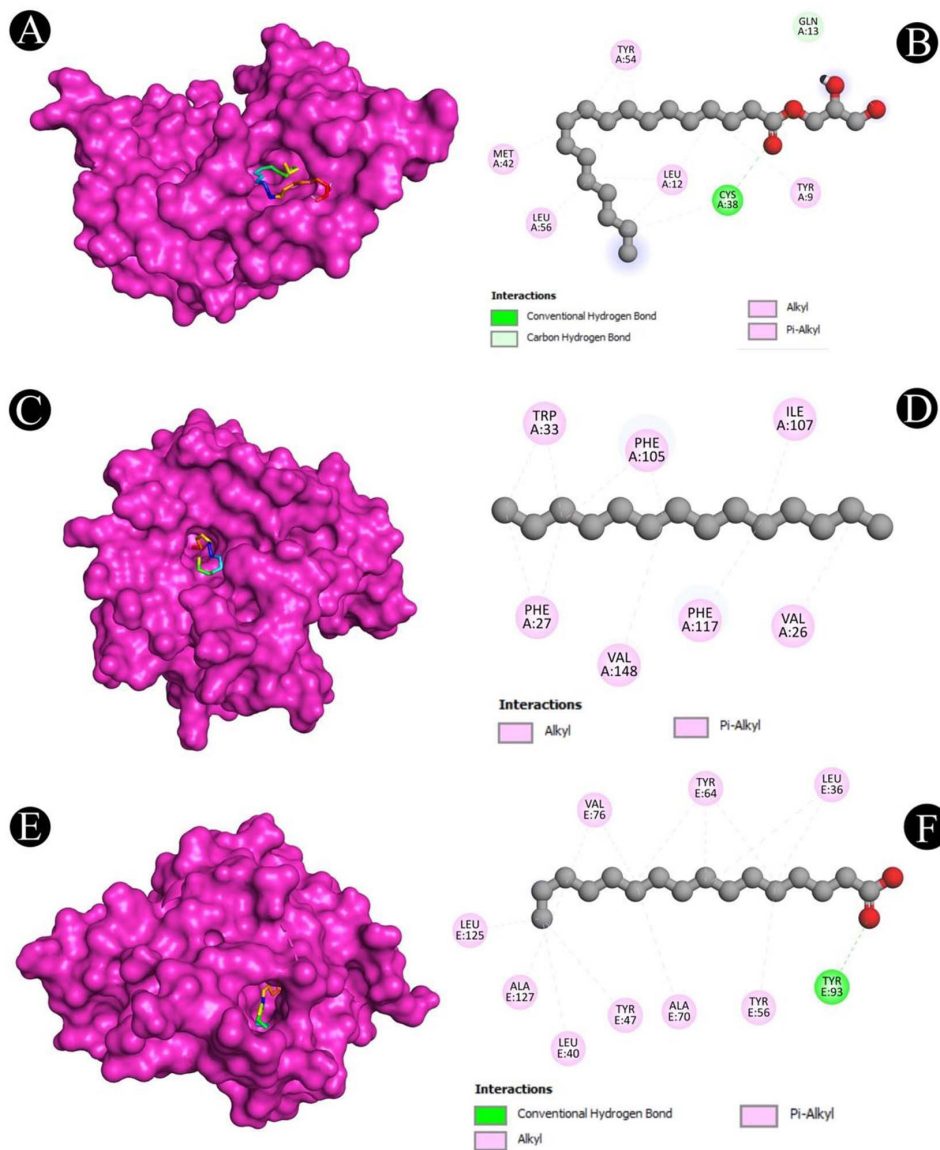 A
B
GLN
A:13
TYR
A:54
MET
A:42
LEU
A:12
TYR
A:9
CYS
A:38
LEU
A:56
Interactions
Conventional Hydrogen Bond
Carbon Hydrogen Bond
Alkyl
Pi-Alkyl
C
D
TRP
A:33
PHE
A:105
ILE
A:107
PHE
A:27
VAL
A:148
PHE
A:117
VAL
A:26
Interactions
Alkyl
Pi-Alkyl
E
F
VAL
E:76
TYR
E:64
LEU
E:36
LEU
E:125
ALA
E:127
LEU
E:40
TYR
E:47
ALA
E:70
TYR
E:56
TYR
E:93
Interactions
Conventional Hydrogen Bond
Alkyl
Pi-Alkyl